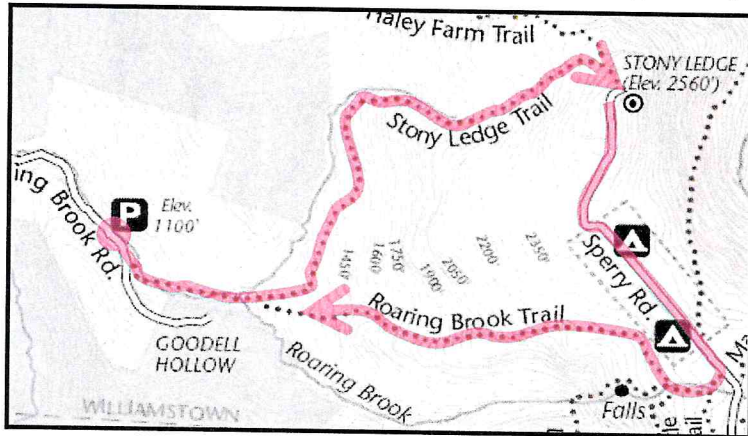 Haley Farm Trail
STONY LEDGE
(Elev. 2560')
Stony Ledge Trail
ing Brook Rd.
P
Elev.
1100'
1450'
1600'
1750'
1900'
2050'
2200'
2350'
Sperry Rd.
Roaring Brook Trail
GOODELL
HOLLOW
Roaring Brook
Falls
WILLIAMSTOWN